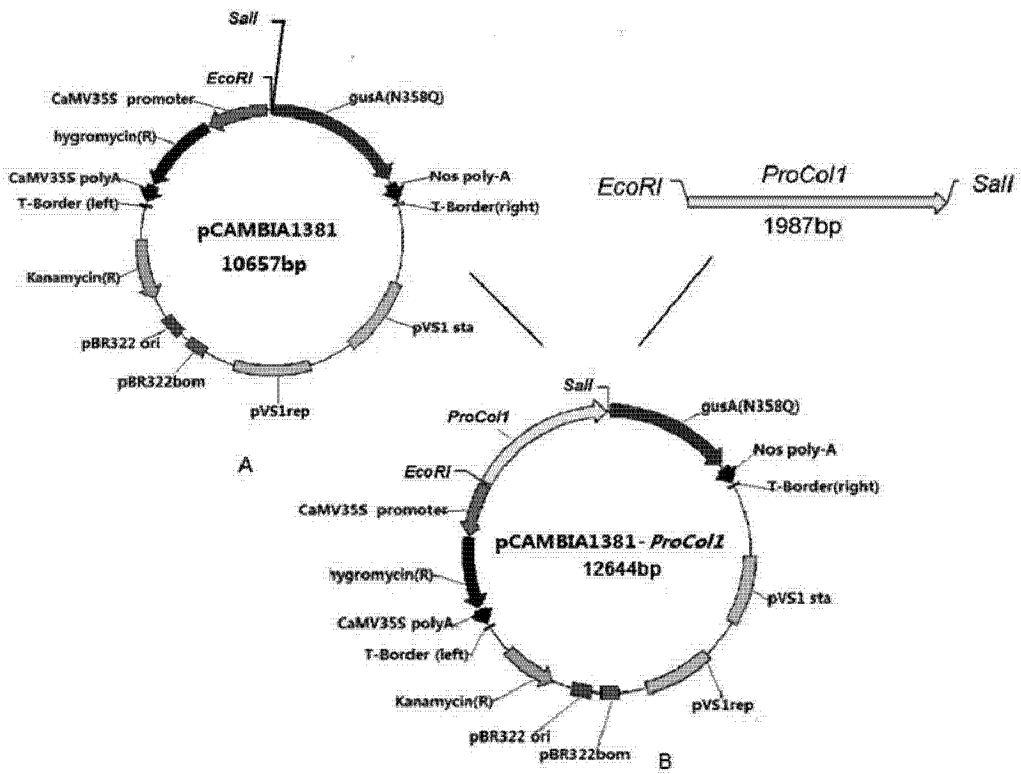 SalI
EcoRI
CaMV35S promoter
gusA(N358Q)
hygromycin(R)
CaMV35S polyA
Nos poly-A
T-Border (left)
T-Border(right)
pCAMBIA1381
10657bp
Kanamycin(R)
pVS1 sta
pBR322 ori
pBR322bom
pVS1rep
A
EcoRI
ProCol1
SalI
1987bp
SalI
ProCol1
gusA(N358Q)
EcoRI
Nos poly-A
T-Border(right)
CaMV35S promoter
pCAMBIA1381-ProCol1
12644bp
hygromycin(R)
pVS1 sta
CaMV35S polyA
T-Border (left)
Kanamycin(R)
pVS1rep
pBR322 ori
pBR322bom
B